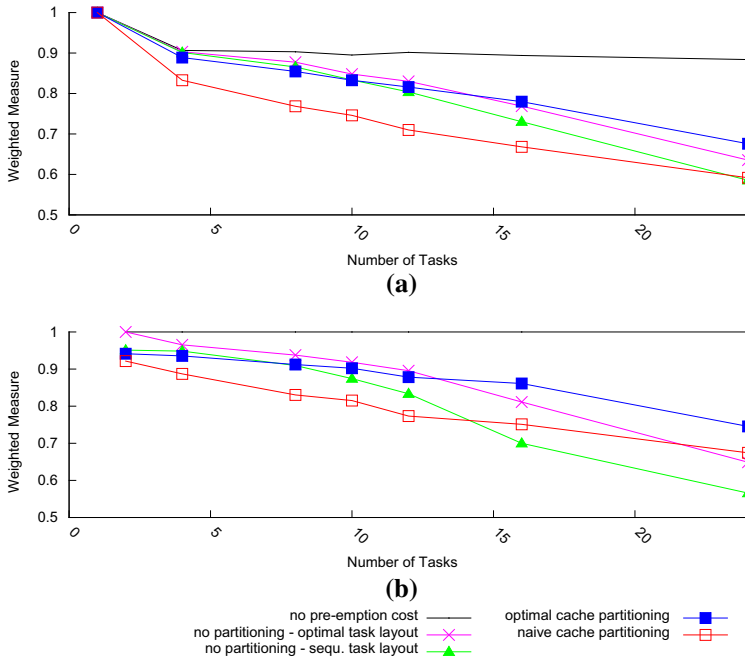 1
0.9
0.8
0.7
0.6
0.5
Weighted Measure
0
5
10
15
20
Number of Tasks
(a)
1
0.9
0.8
0.7
0.6
0.5
Weighted Measure
0
5
10
15
20
Number of Tasks
(b)
no pre-emption cost
no partitioning - optimal task layout
no partitioning - sequ. task layout
optimal cache partitioning
naive cache partitioning